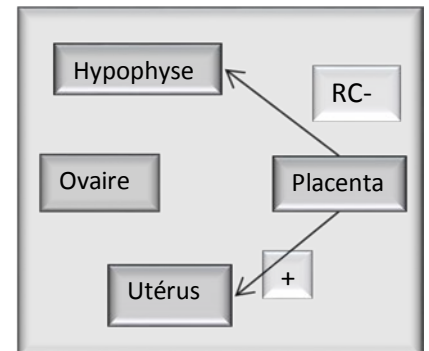 Hypophyse
RC-
Ovaire
Placenta
Utérus
+